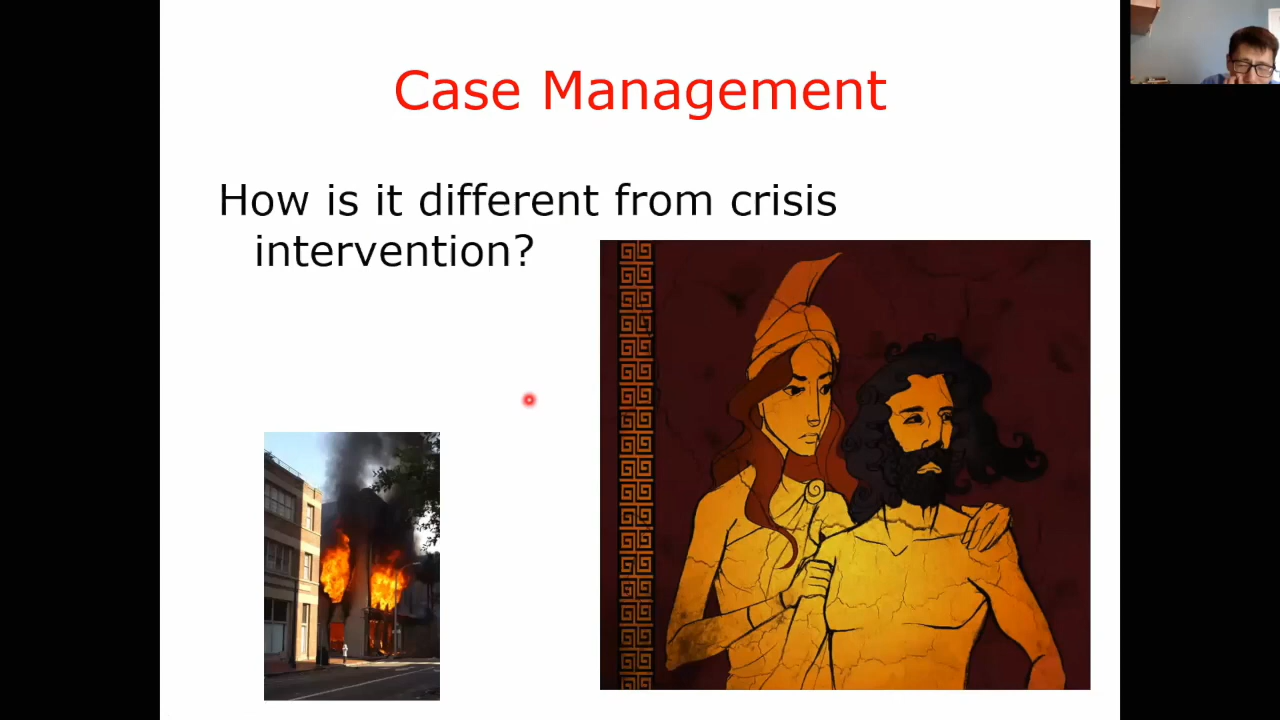 Case Management
How is it different from crisis
intervention?